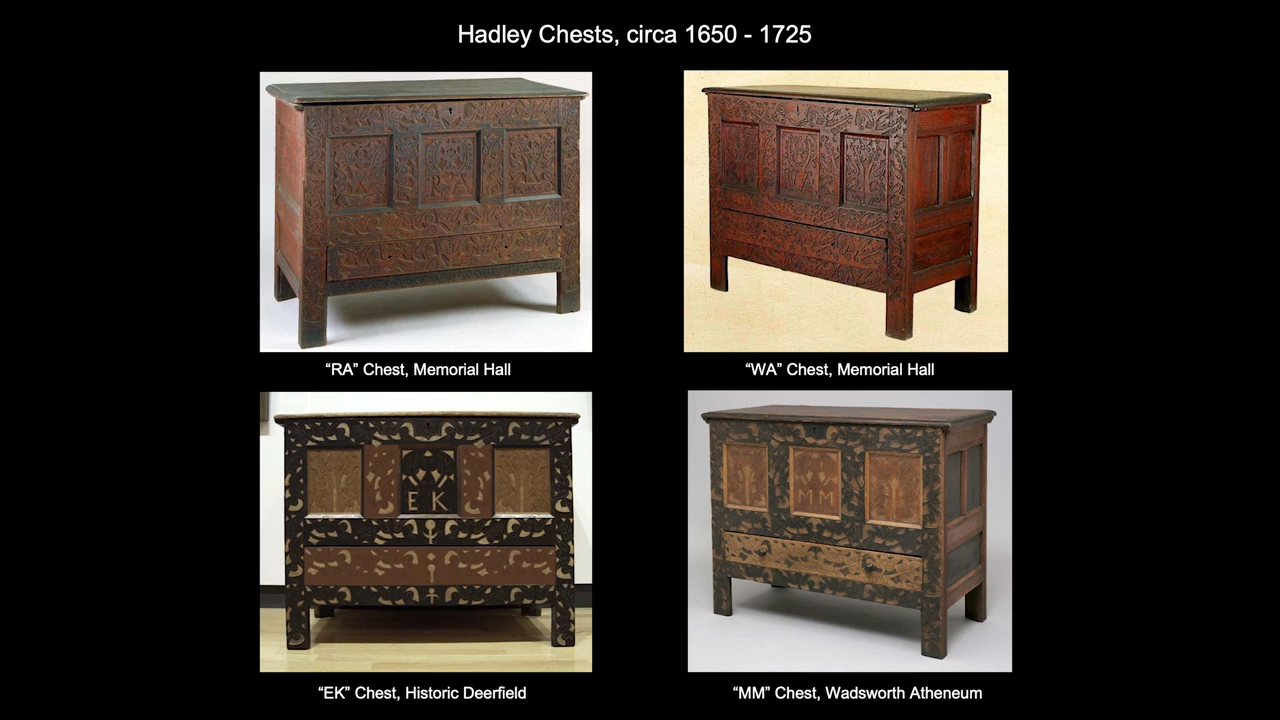 Hadley Chests, circa 1650 - 1725
RA
“RA” Chest, Memorial Hall
“WA” Chest, Memorial Hall
EK
MM
“EK” Chest, Historic Deerfield
“MM” Chest, Wadsworth Atheneum